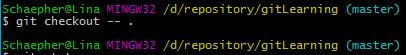 Schaepher@Lina MINGW32 /d/repository/gitLearning (master)
$ git checkout -- .
Schaepher@Lina MINGW32 /d/repository/gitLearning (master)